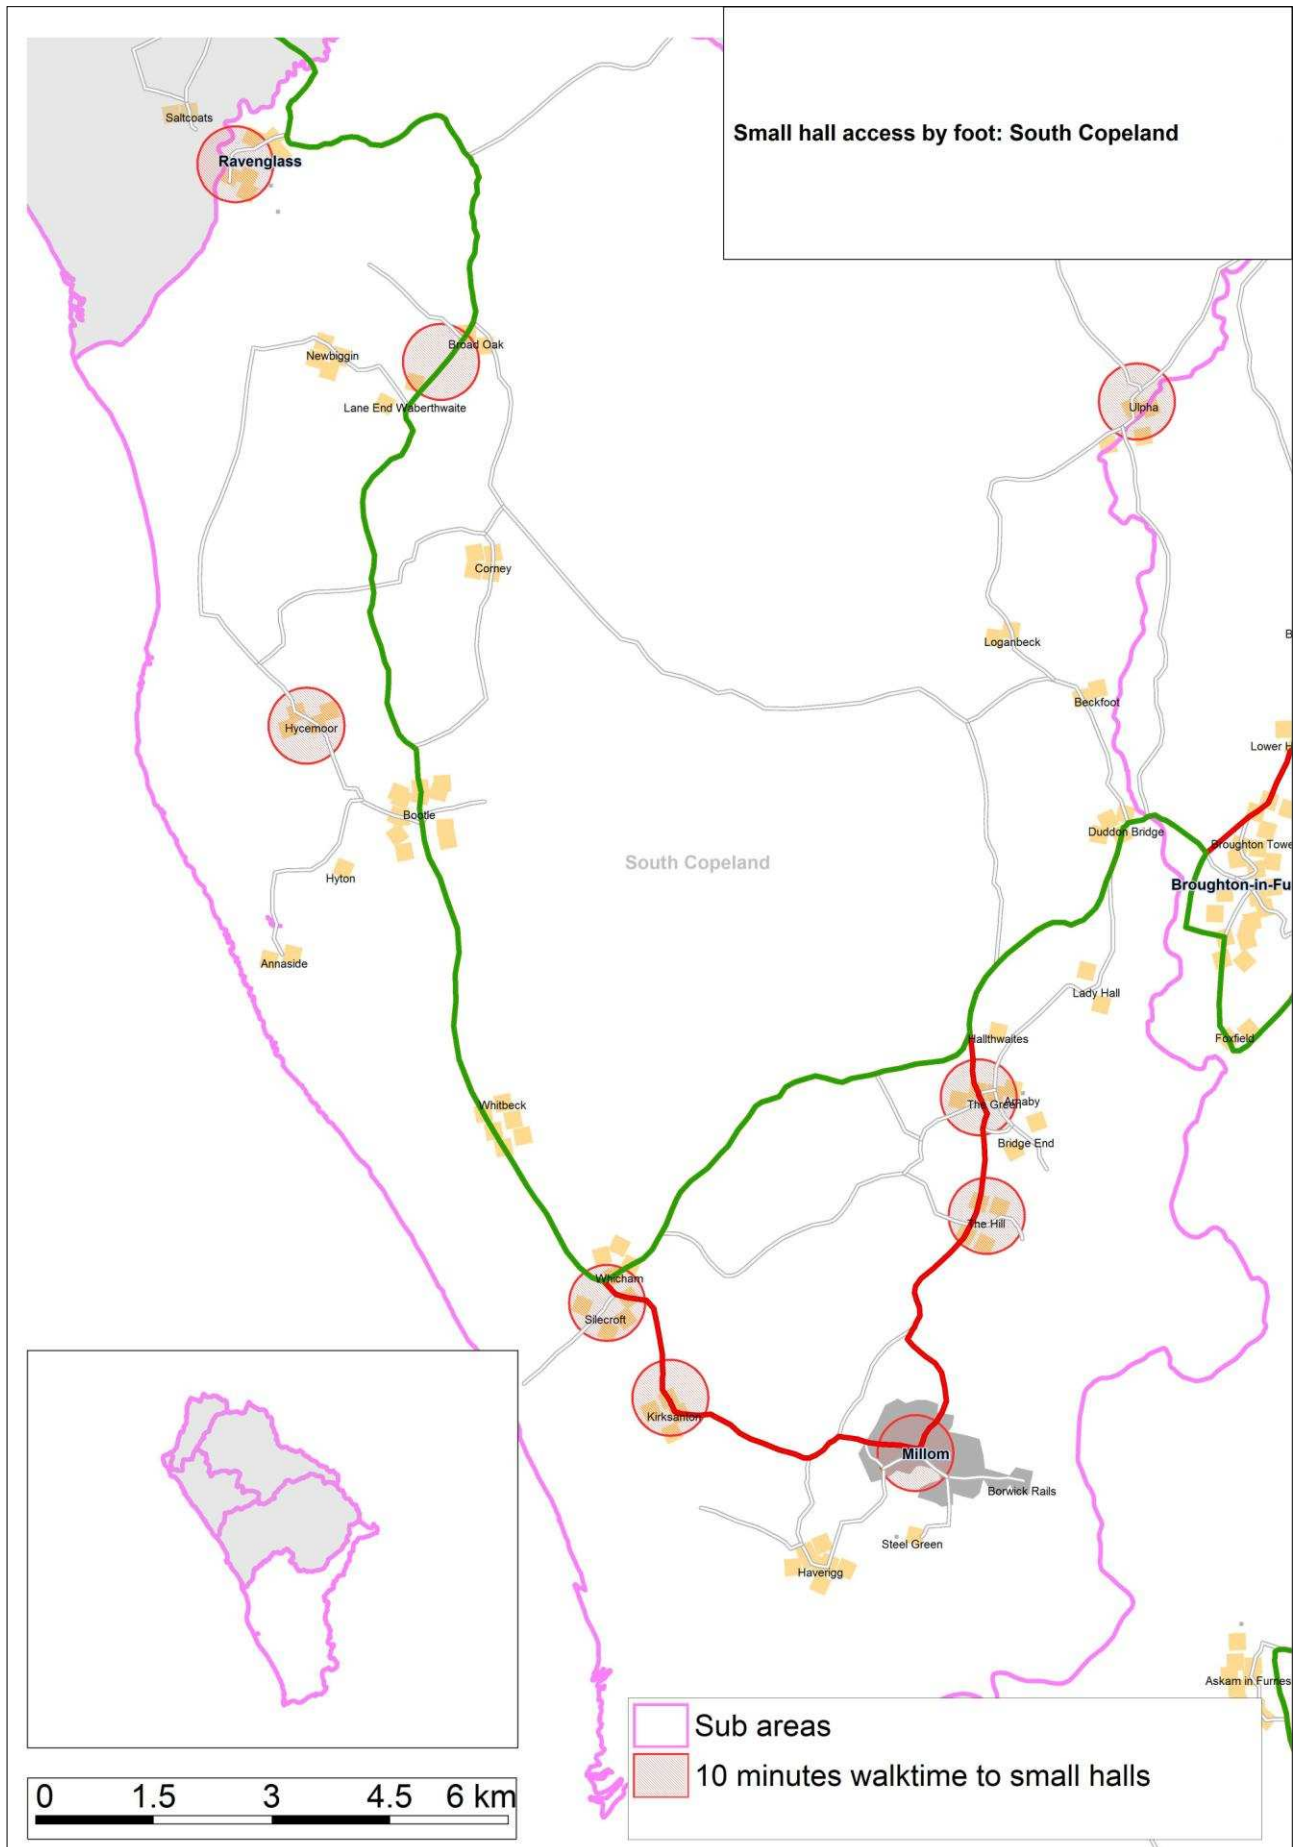 Small hall access by foot: South Copeland
Saltcoats
Ravenglass
Broad Oak
Newbiggin
Lane End Waberthwaite
Ulpha
Corney
Loganbeck
Beckfoot
B
Hycemoor
Lower H
Bootle
Duddon Bridge
Broughton Towe
South Copeland
Hyton
Broughton-in-Fu
Annaside
Lady Hall
Hallthwaites
Foxfield
Whitbeck
The Green
Arnaby
Bridge End
The Hill
Whicham
Silecroft
Kirksanton
Millom
Borwick Rails
Steel Green
Haverigg
Askam in Furnes
Sub areas
10 minutes walktime to small halls
0 1.5 3 4.5 6 km